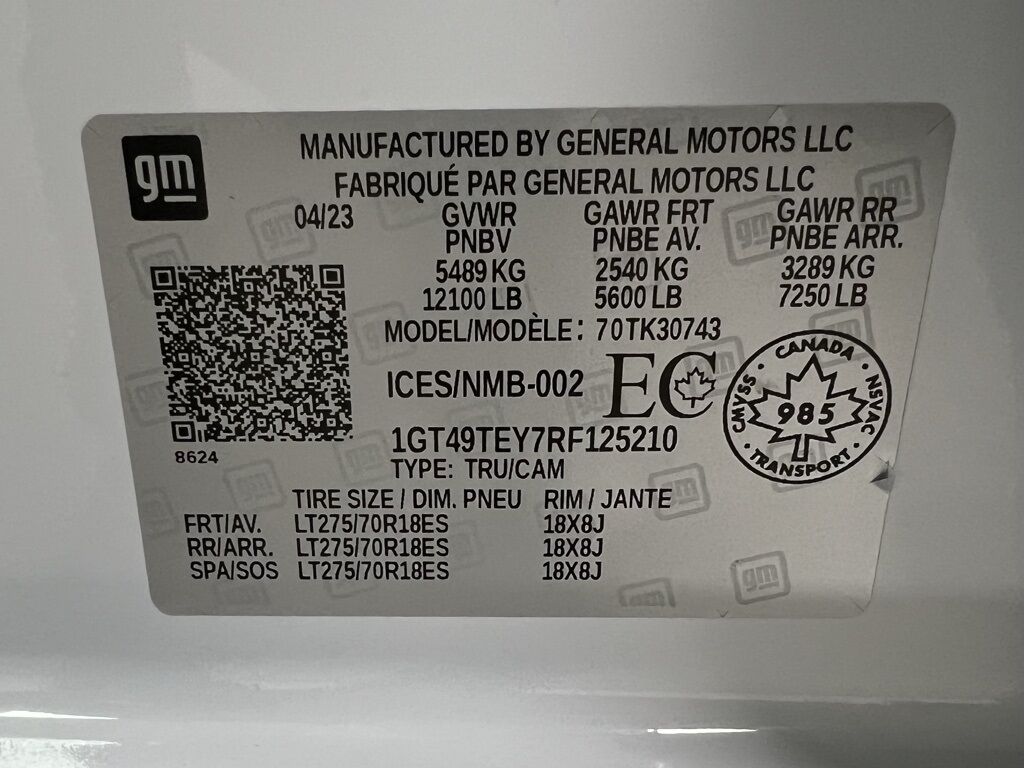 gm
MANUFACTURED BY GENERAL MOTORS LLC
FABRIQUÉ PAR GENERAL MOTORS LLC
04/23 GVWR GAWR FRT GAWR RR
PNBV PNBE AV. PNBE ARR.
5489 KG 2540 KG 3289 KG
12100 LB 5600 LB 7250 LB
MODEL/MODÈLE: 70TK30743
ICES/NMB-002 EC
CANADA
CMVSS 985 NSVAC
TRANSPORT
1GT49TEY7RF125210
8624
TYPE: TRU/CAM
TIRE SIZE / DIM. PNEU RIM / JANTE
FRT/AV. LT275/70R18ES 18X8J
RR/ARR. LT275/70R18ES 18X8J
SPA/SOS LT275/70R18ES 18X8J